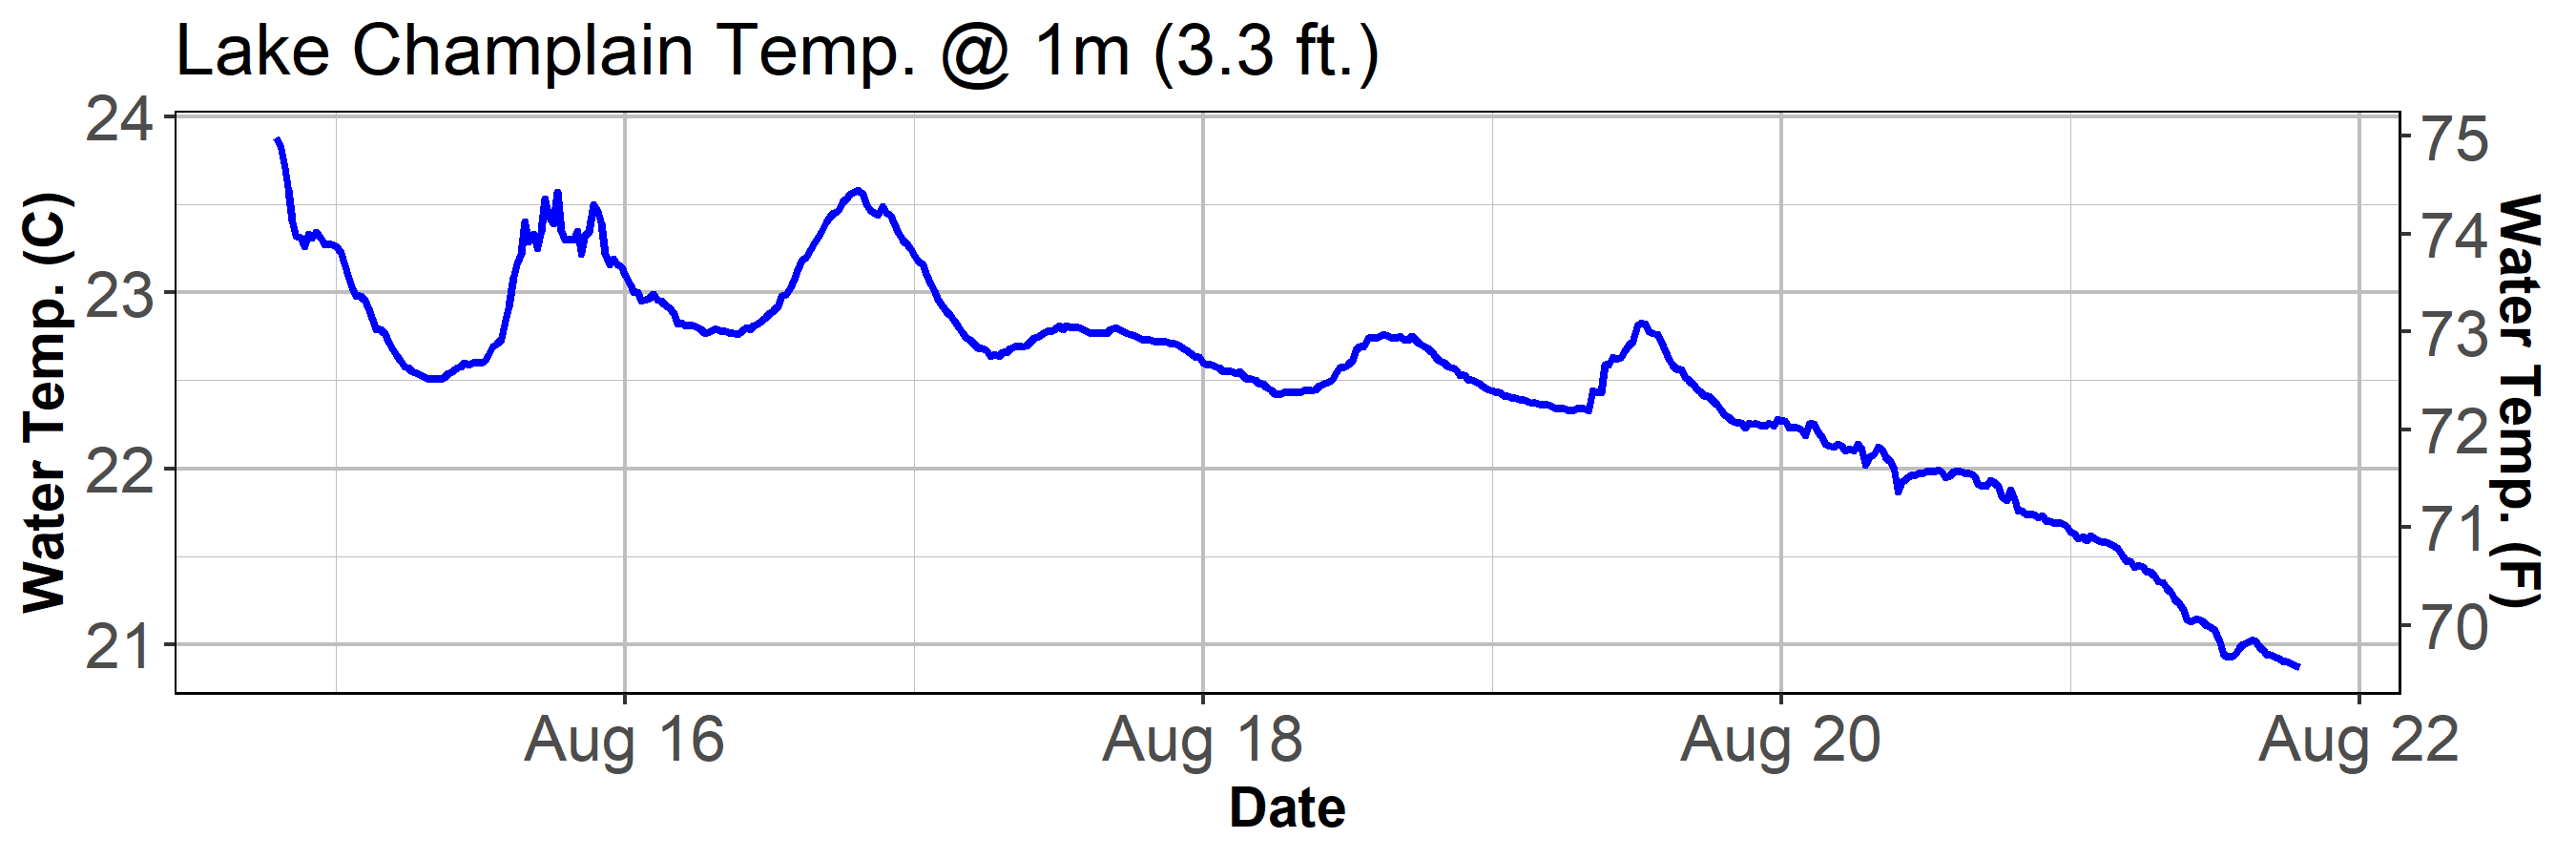 Lake Champlain Temp. @ 1m (3.3 ft.)
Water Temp. (C)
24
23
22
21
75
74
73
72
71
70
Water Temp. (F)
Aug 16 Aug 18 Aug 20 Aug 22
Date